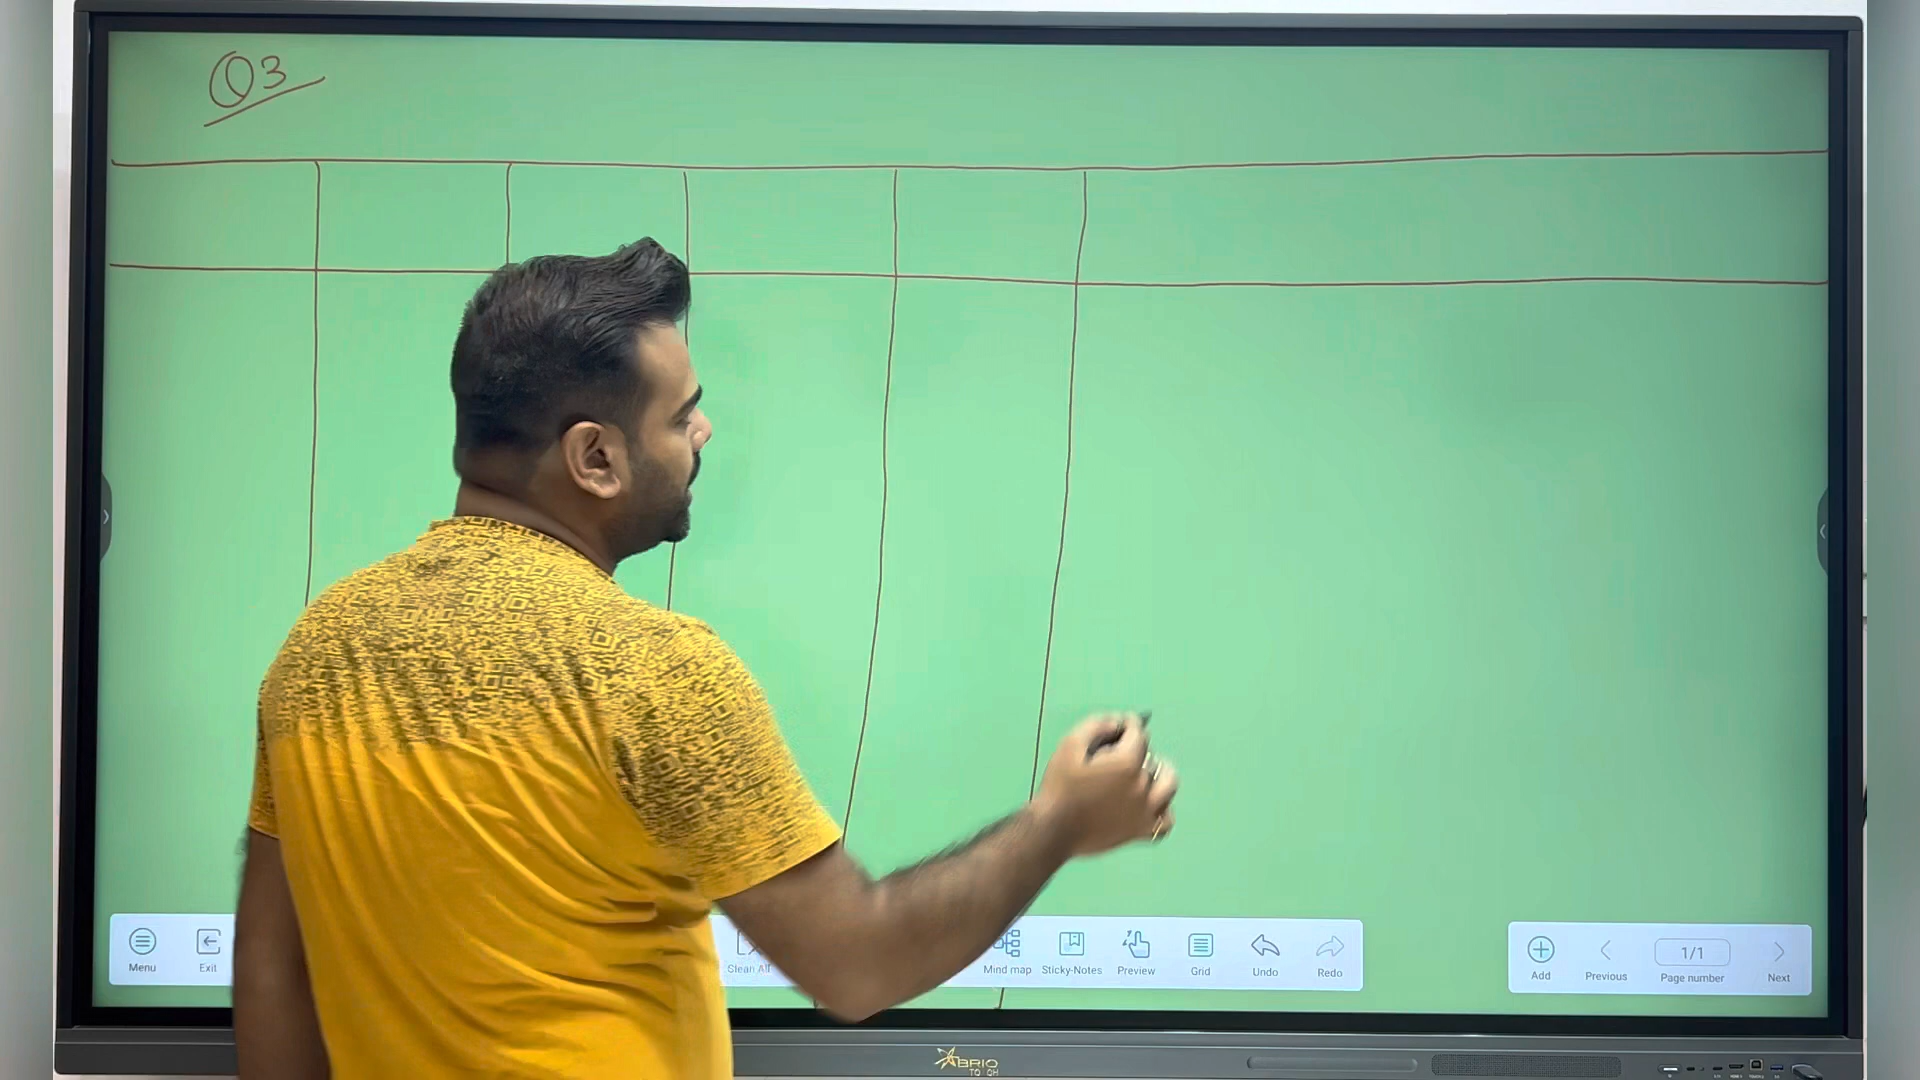 Q3
Menu
Exit
Clean All
Mind map
Sticky-Notes
Preview
Grid
Undo
Redo
Add
Previous
1/1
Page number
Next
BRIO